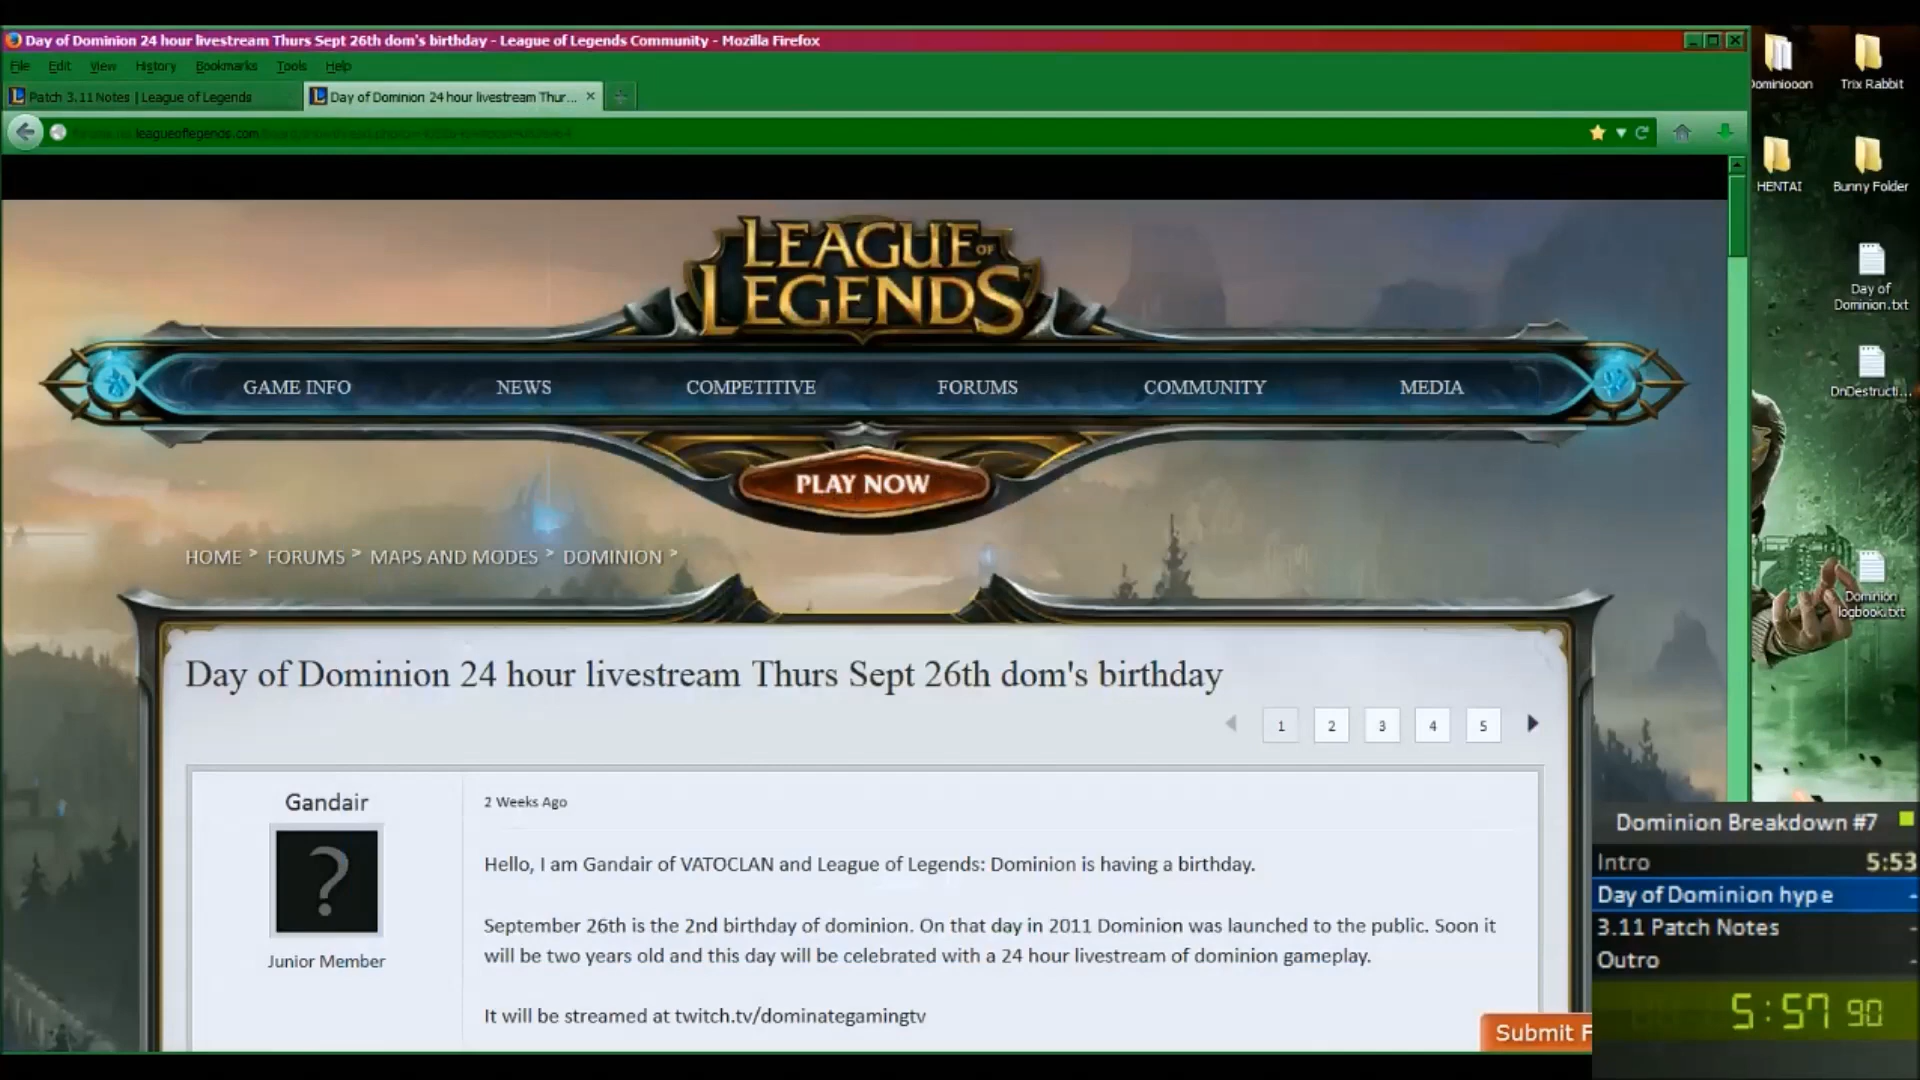 Day of Dominion 24 hour livestream Thurs Sept 26th dom's birthday - League of Legends Community - Mozilla Firefox
File Edit View History Bookmarks Tools Help
Patch 3.11 Notes | League of Legends
Day of Dominion 24 hour livestream Thur...
leagueoflegends.com
Dominiooon
Trix Rabbit
HENTAI
Bunny Folder
Day of
Dominion.txt
DnDestructi...
Dominion
logbook.txt
LEAGUE OF
LEGENDS
GAME INFO NEWS COMPETITIVE FORUMS COMMUNITY MEDIA
PLAY NOW
HOME > FORUMS > MAPS AND MODES > DOMINION >
Day of Dominion 24 hour livestream Thurs Sept 26th dom's birthday
1 2 3 4 5
Gandair
?
Junior Member
2 Weeks Ago
Hello, I am Gandair of VATOCLAN and League of Legends: Dominion is having a birthday.
September 26th is the 2nd birthday of dominion. On that day in 2011 Dominion was launched to the public. Soon it
will be two years old and this day will be celebrated with a 24 hour livestream of dominion gameplay.
It will be streamed at twitch.tv/dominategamingtv
Submit F
Dominion Breakdown #7
Intro 5:53
Day of Dominion hype -
3.11 Patch Notes -
Outro -
5:57 90